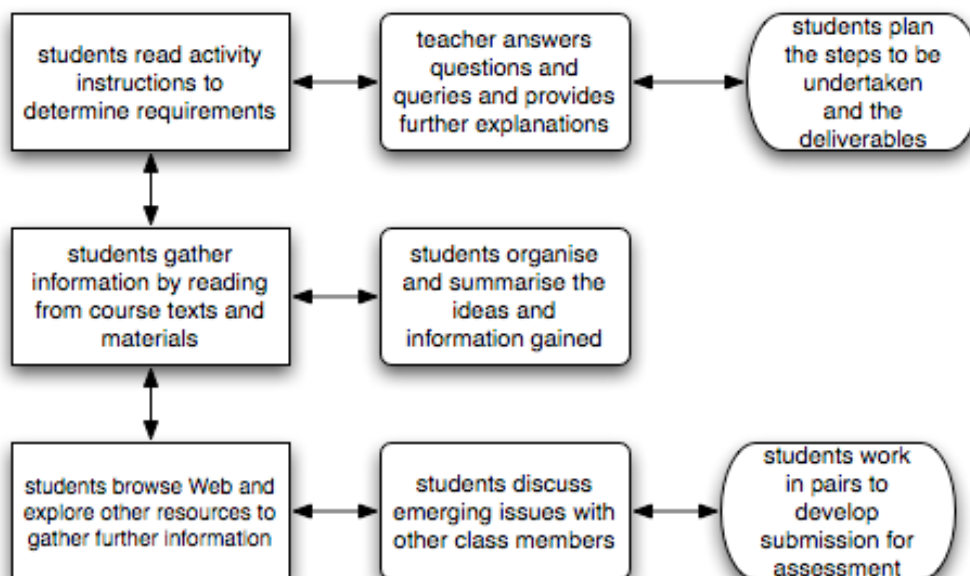 students read activity
instructions to
determine requirements
teacher answers
questions and
queries and provides
further explanations
students plan
the steps to be
undertaken
and the
deliverables
students gather
information by reading
from course texts and
materials
students organise
and summarise the
ideas and
information gained
students browse Web and
explore other resources to
gather further information
students discuss
emerging issues with
other class members
students work
in pairs to
develop
submission for
assessment